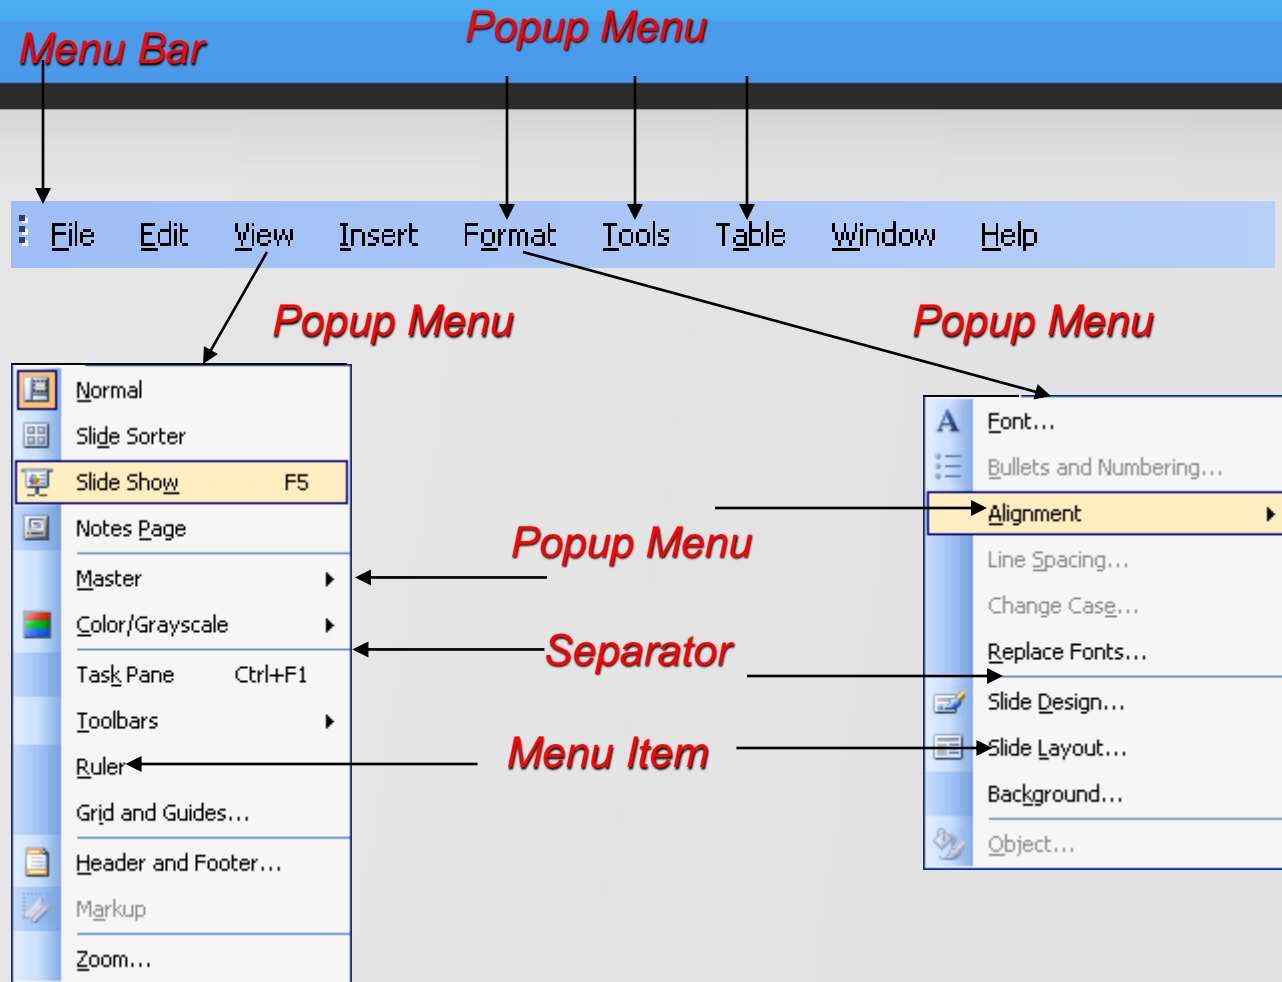 Popup Menu
Menu Bar
File Edit View Insert Format Tools Table Window Help
Popup Menu
Popup Menu
Normal
Slide Sorter
Slide Show F5
Notes Page
Master
Color/Grayscale
Task Pane Ctrl+F1
Toolbars
Ruler
Grid and Guides...
Header and Footer...
Markup
Zoom...
Popup Menu
Separator
Menu Item
Font...
Bullets and Numbering...
Alignment
Line Spacing...
Change Case...
Replace Fonts...
Slide Design...
Slide Layout...
Background...
Object...